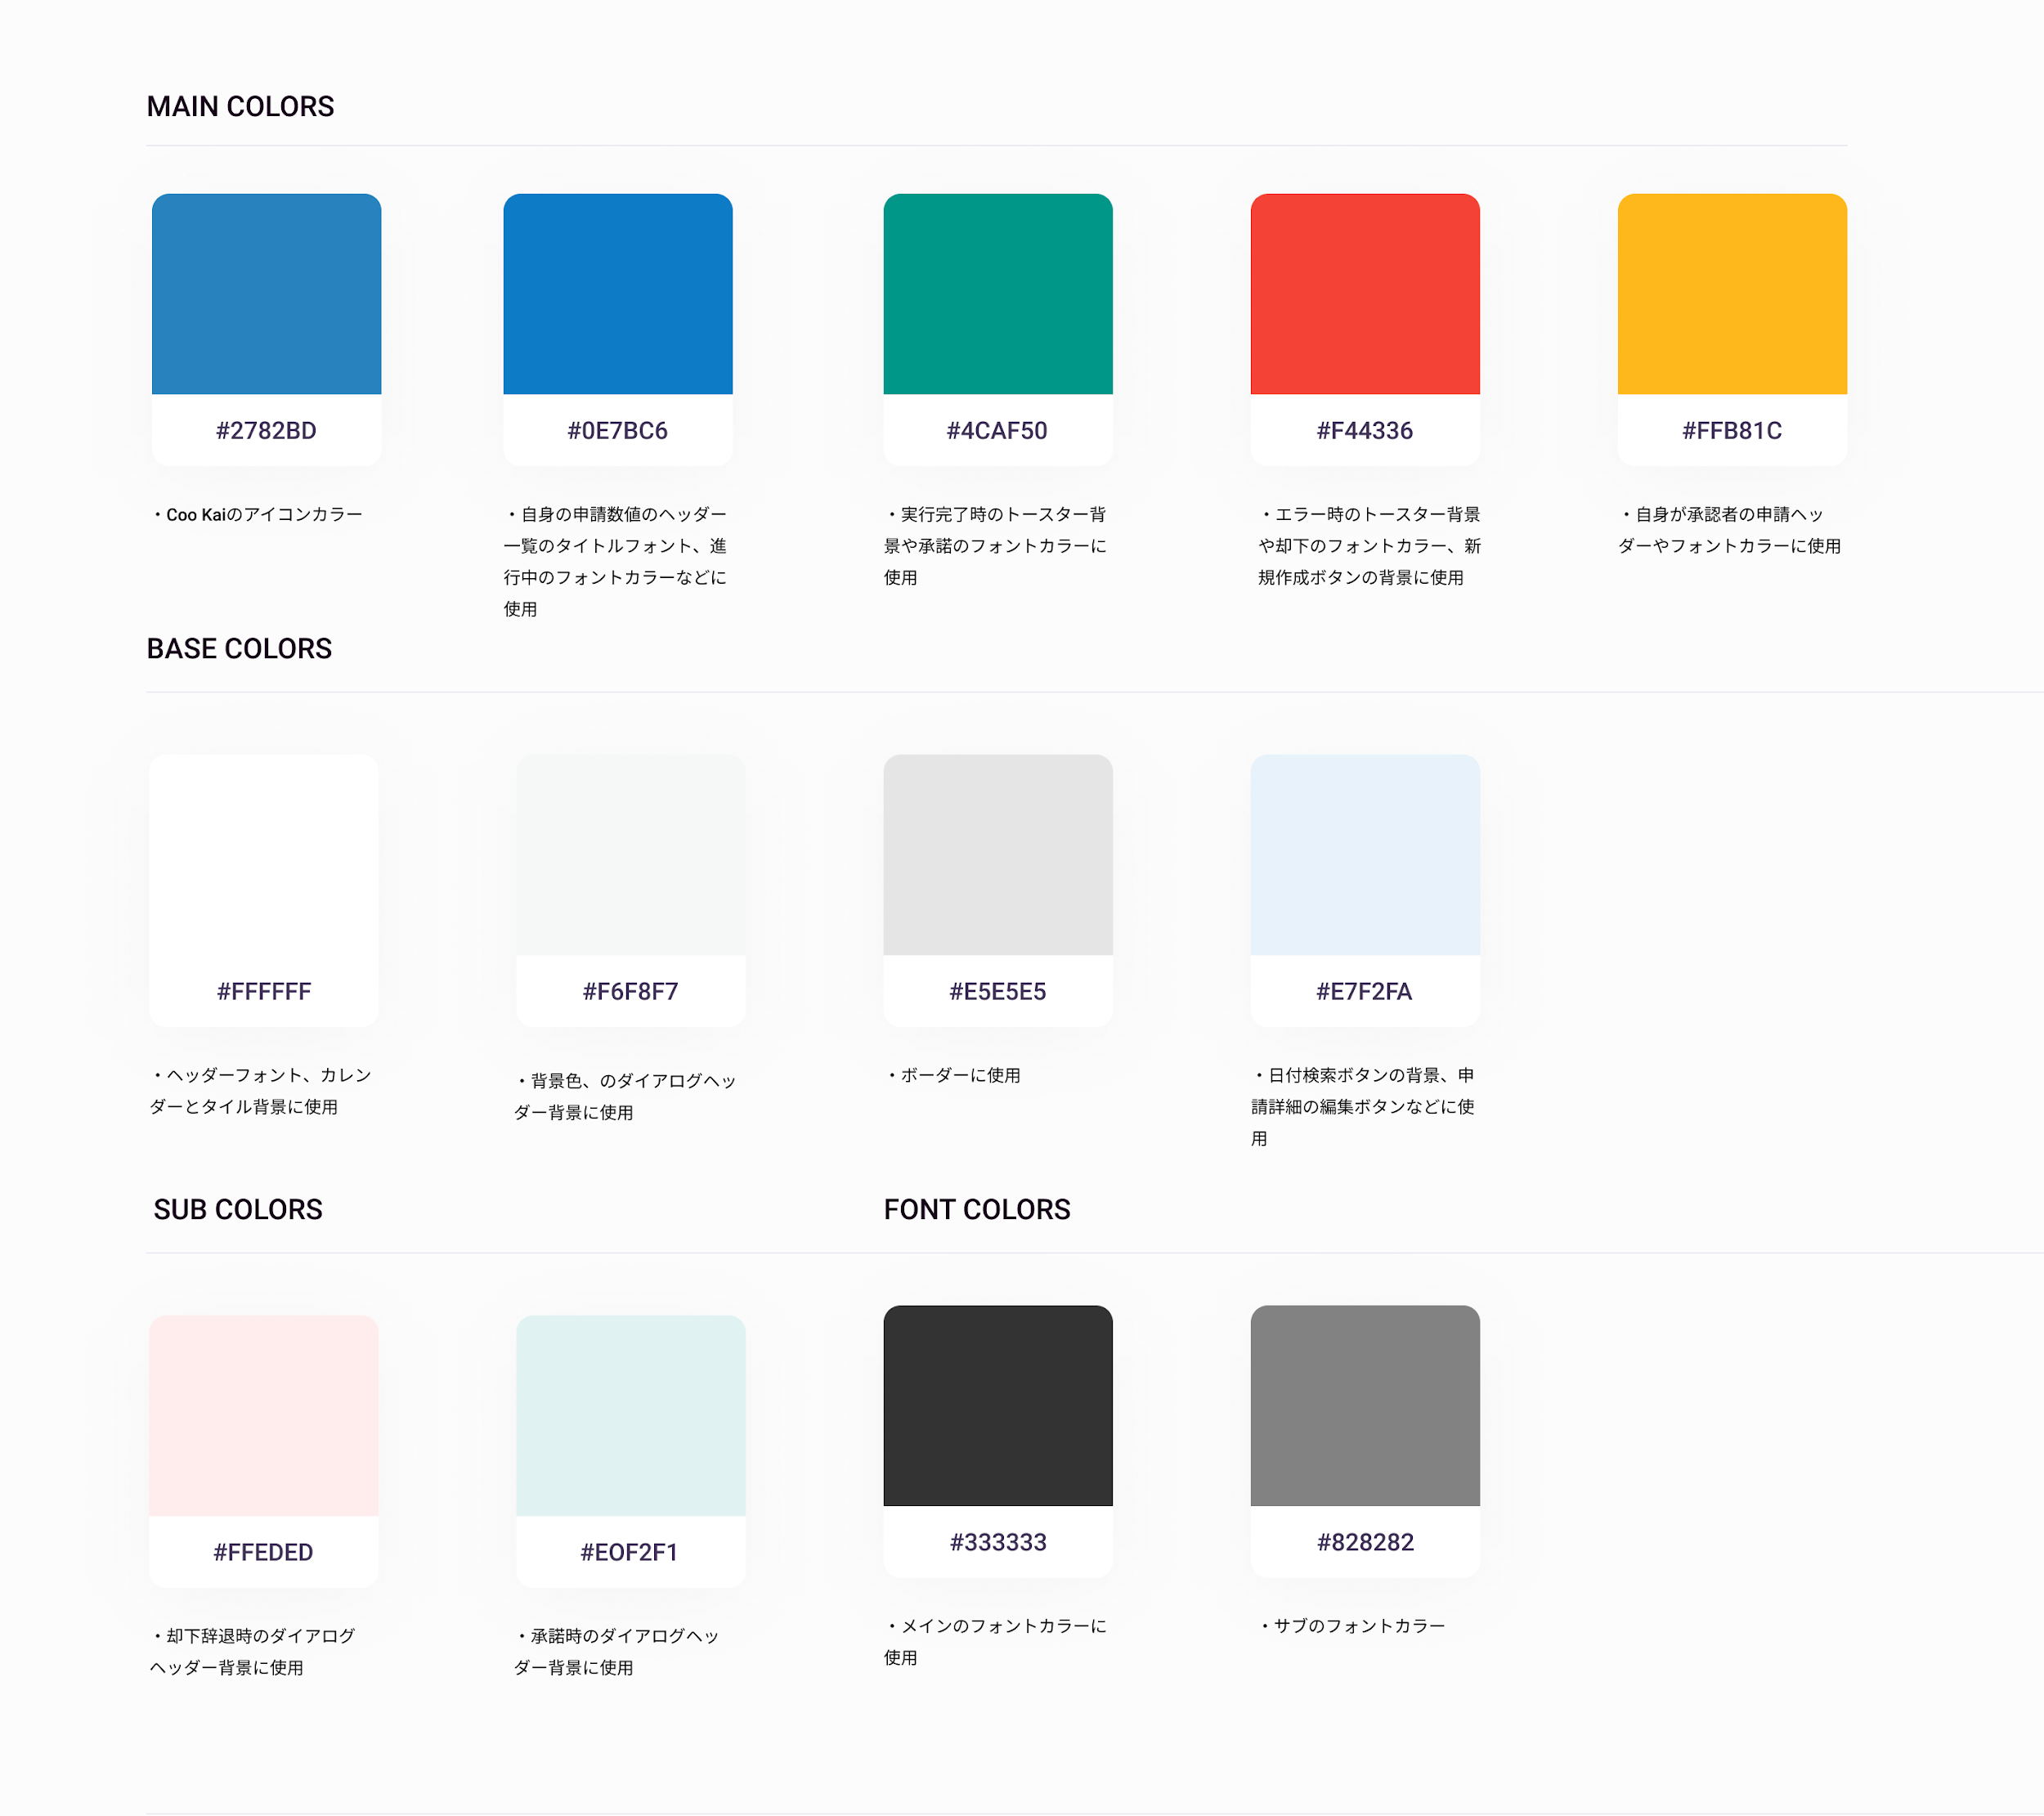 MAIN COLORS
#2782BD
#0E7BC6
#4CAF50
#F44336
#FFB81C
・Coo Kaiのアイコンカラー
・自身の申請数値のヘッダー
一覧のタイトルフォント、進
行中のフォントカラーなどに
使用
・実行完了時のトースター背
景や承諾のフォントカラーに
使用
・エラー時のトースター背景
や却下のフォントカラー、新
規作成ボタンの背景に使用
・自身が承認者の申請ヘッ
ダーやフォントカラーに使用
BASE COLORS
#FFFFFF
#F6F8F7
#E5E5E5
#E7F2FA
・ヘッダーフォント、カレン
ダーとタイル背景に使用
・背景色、のダイアログヘッ
ダー背景に使用
・ボーダーに使用
・日付検索ボタンの背景、申
請詳細の編集ボタンなどに使
用
SUB COLORS
#FFEDED
#EOF2F1
・却下辞退時のダイアログ
ヘッダー背景に使用
・承諾時のダイアログヘッ
ダー背景に使用
FONT COLORS
#333333
#828282
・メインのフォントカラーに
使用
・サブのフォントカラー